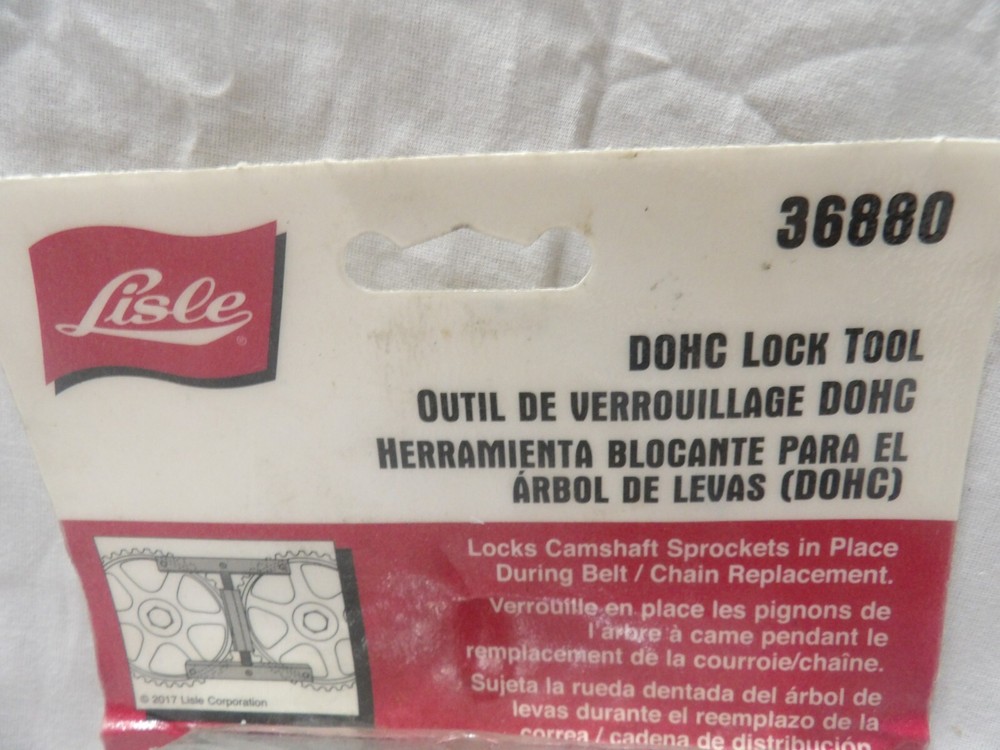 Lisle®
36880
DOHC LOCK TOOL
OUTIL DE VERROUILLAGE DOHC
HERRAMIENTA BLOCANTE PARA EL
ÁRBOL DE LEVAS (DOHC)
Locks Camshaft Sprockets in Place
During Belt / Chain Replacement.
Verrouille en place les pignons de
l'arbre à came pendant le
remplacement de la courroie/chaîne.
Sujeta la rueda dentada del árbol de
levas durante el reemplazo de la
correa / cadena de distribución
© 2017 Lisle Corporation